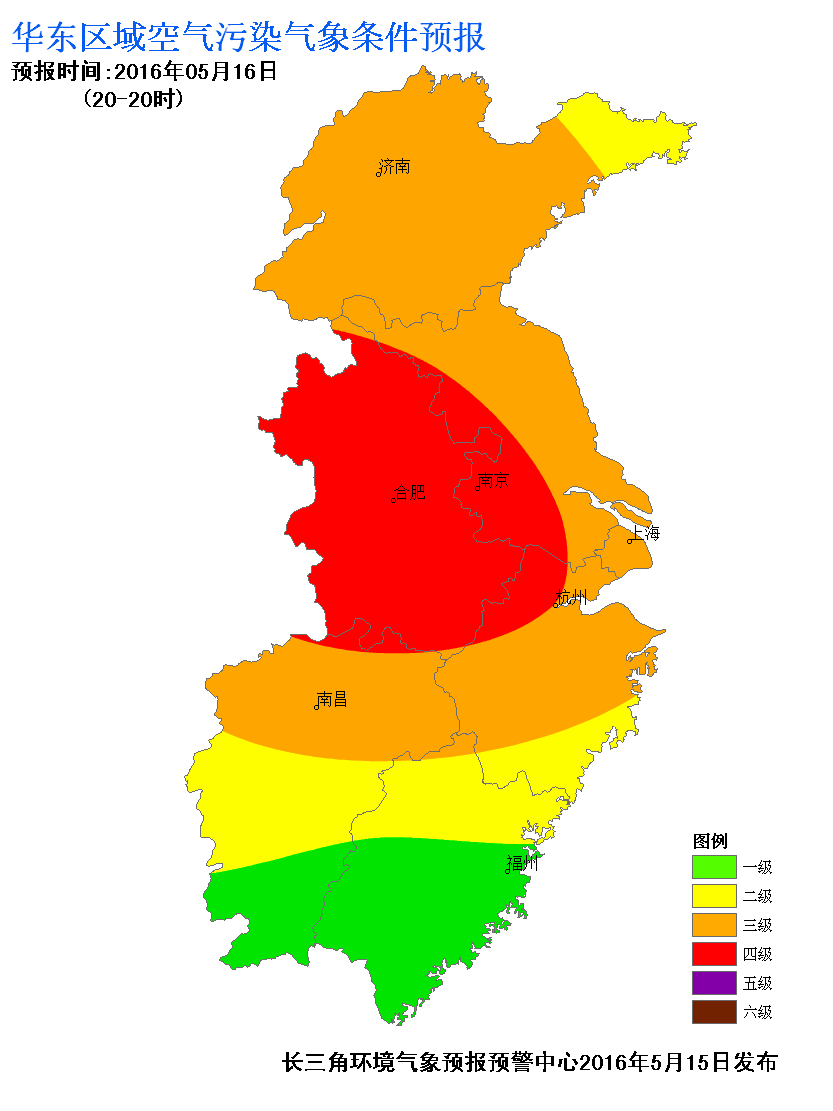 华东区域空气污染气象条件预报
预报时间:2016年05月16日
(20-20时)
济南
南京
合肥
上海
杭州
南昌
福州
图例
一级
二级
三级
四级
五级
六级
长三角环境气象预报预警中心2016年5月15日发布